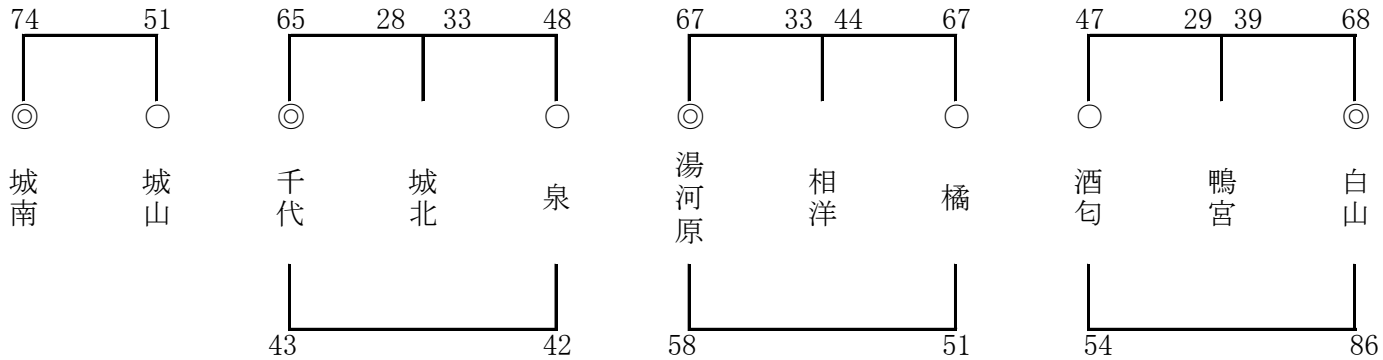 74 51 65 28 33 48 67 33 44 67 47 29 39 68
◎ ○ ◎ ○ ◎ ○ ○ ◎
城南 城山 千代 城北 泉 湯河原 相洋 橘 酒匂 鴨宮 白山
43 42 58 51 54 86